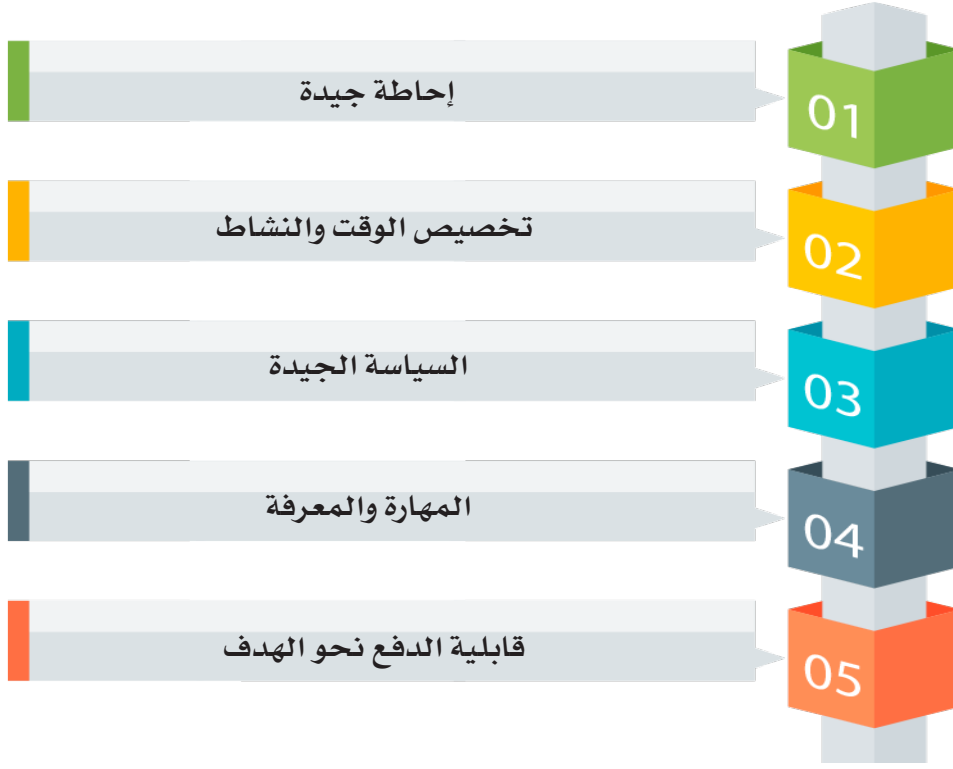 01
إحاطة جيدة
02
تخصيص الوقت والنشاط
03
السياسة الجيدة
04
المهارة والمعرفة
05
قابلية الدفع نحو الهدف